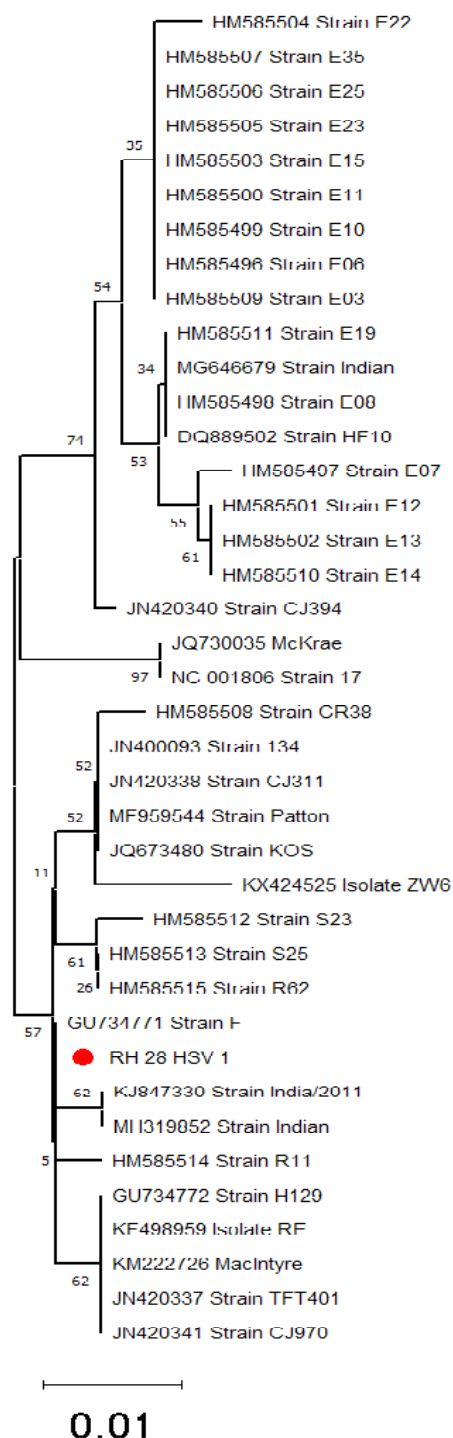 HM585504 Strain E22
HM585507 Strain E35
HM585506 Strain E25
HM585505 Strain E23
35
HM585503 Strain E15
HM585500 Strain E11
HM585499 Strain E10
HM585496 Strain E06
54
HM585509 Strain E03
HM585511 Strain E19
34 MG646679 Strain Indian
HM585498 Strain E08
DQ889502 Strain HF10
74
53
HM585497 Strain E07
HM585501 Strain E12
55
HM585502 Strain E13
61
HM585510 Strain E14
JN420340 Strain CJ394
JQ730035 McKrae
97 NC 001806 Strain 17
HM585508 Strain CR38
JN400093 Strain 134
52
JN420338 Strain CJ311
52 MF959544 Strain Patton
JQ673480 Strain KOS
11
KX424525 Isolate ZW6
HM585512 Strain S23
HM585513 Strain S25
61
26 HM585515 Strain R62
GU734771 Strain F
57
RH 28 HSV 1
62 KJ847330 Strain India/2011
MH319852 Strain Indian
5 HM585514 Strain R11
GU734772 Strain H129
KF498959 Isolate RE
KM222726 MacIntyre
62
JN420337 Strain TFT401
JN420341 Strain CJ970
0.01